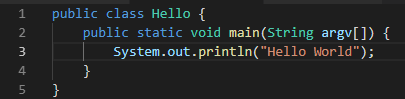 1 public class Hello {
2     public static void main(String argv[]) {
3         System.out.println("Hello World");
4     }
5 }